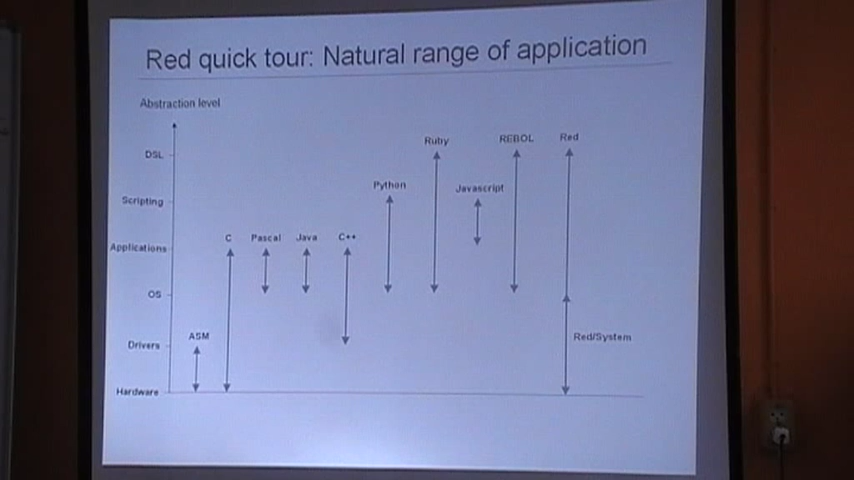 Red quick tour: Natural range of application
Abstraction level
Ruby
REBOL
Red
DSL
Python
Javascript
Scripting
C
Pascal
Java
C++
Applications
OS
ASM
Red/System
Drivers
Hardware